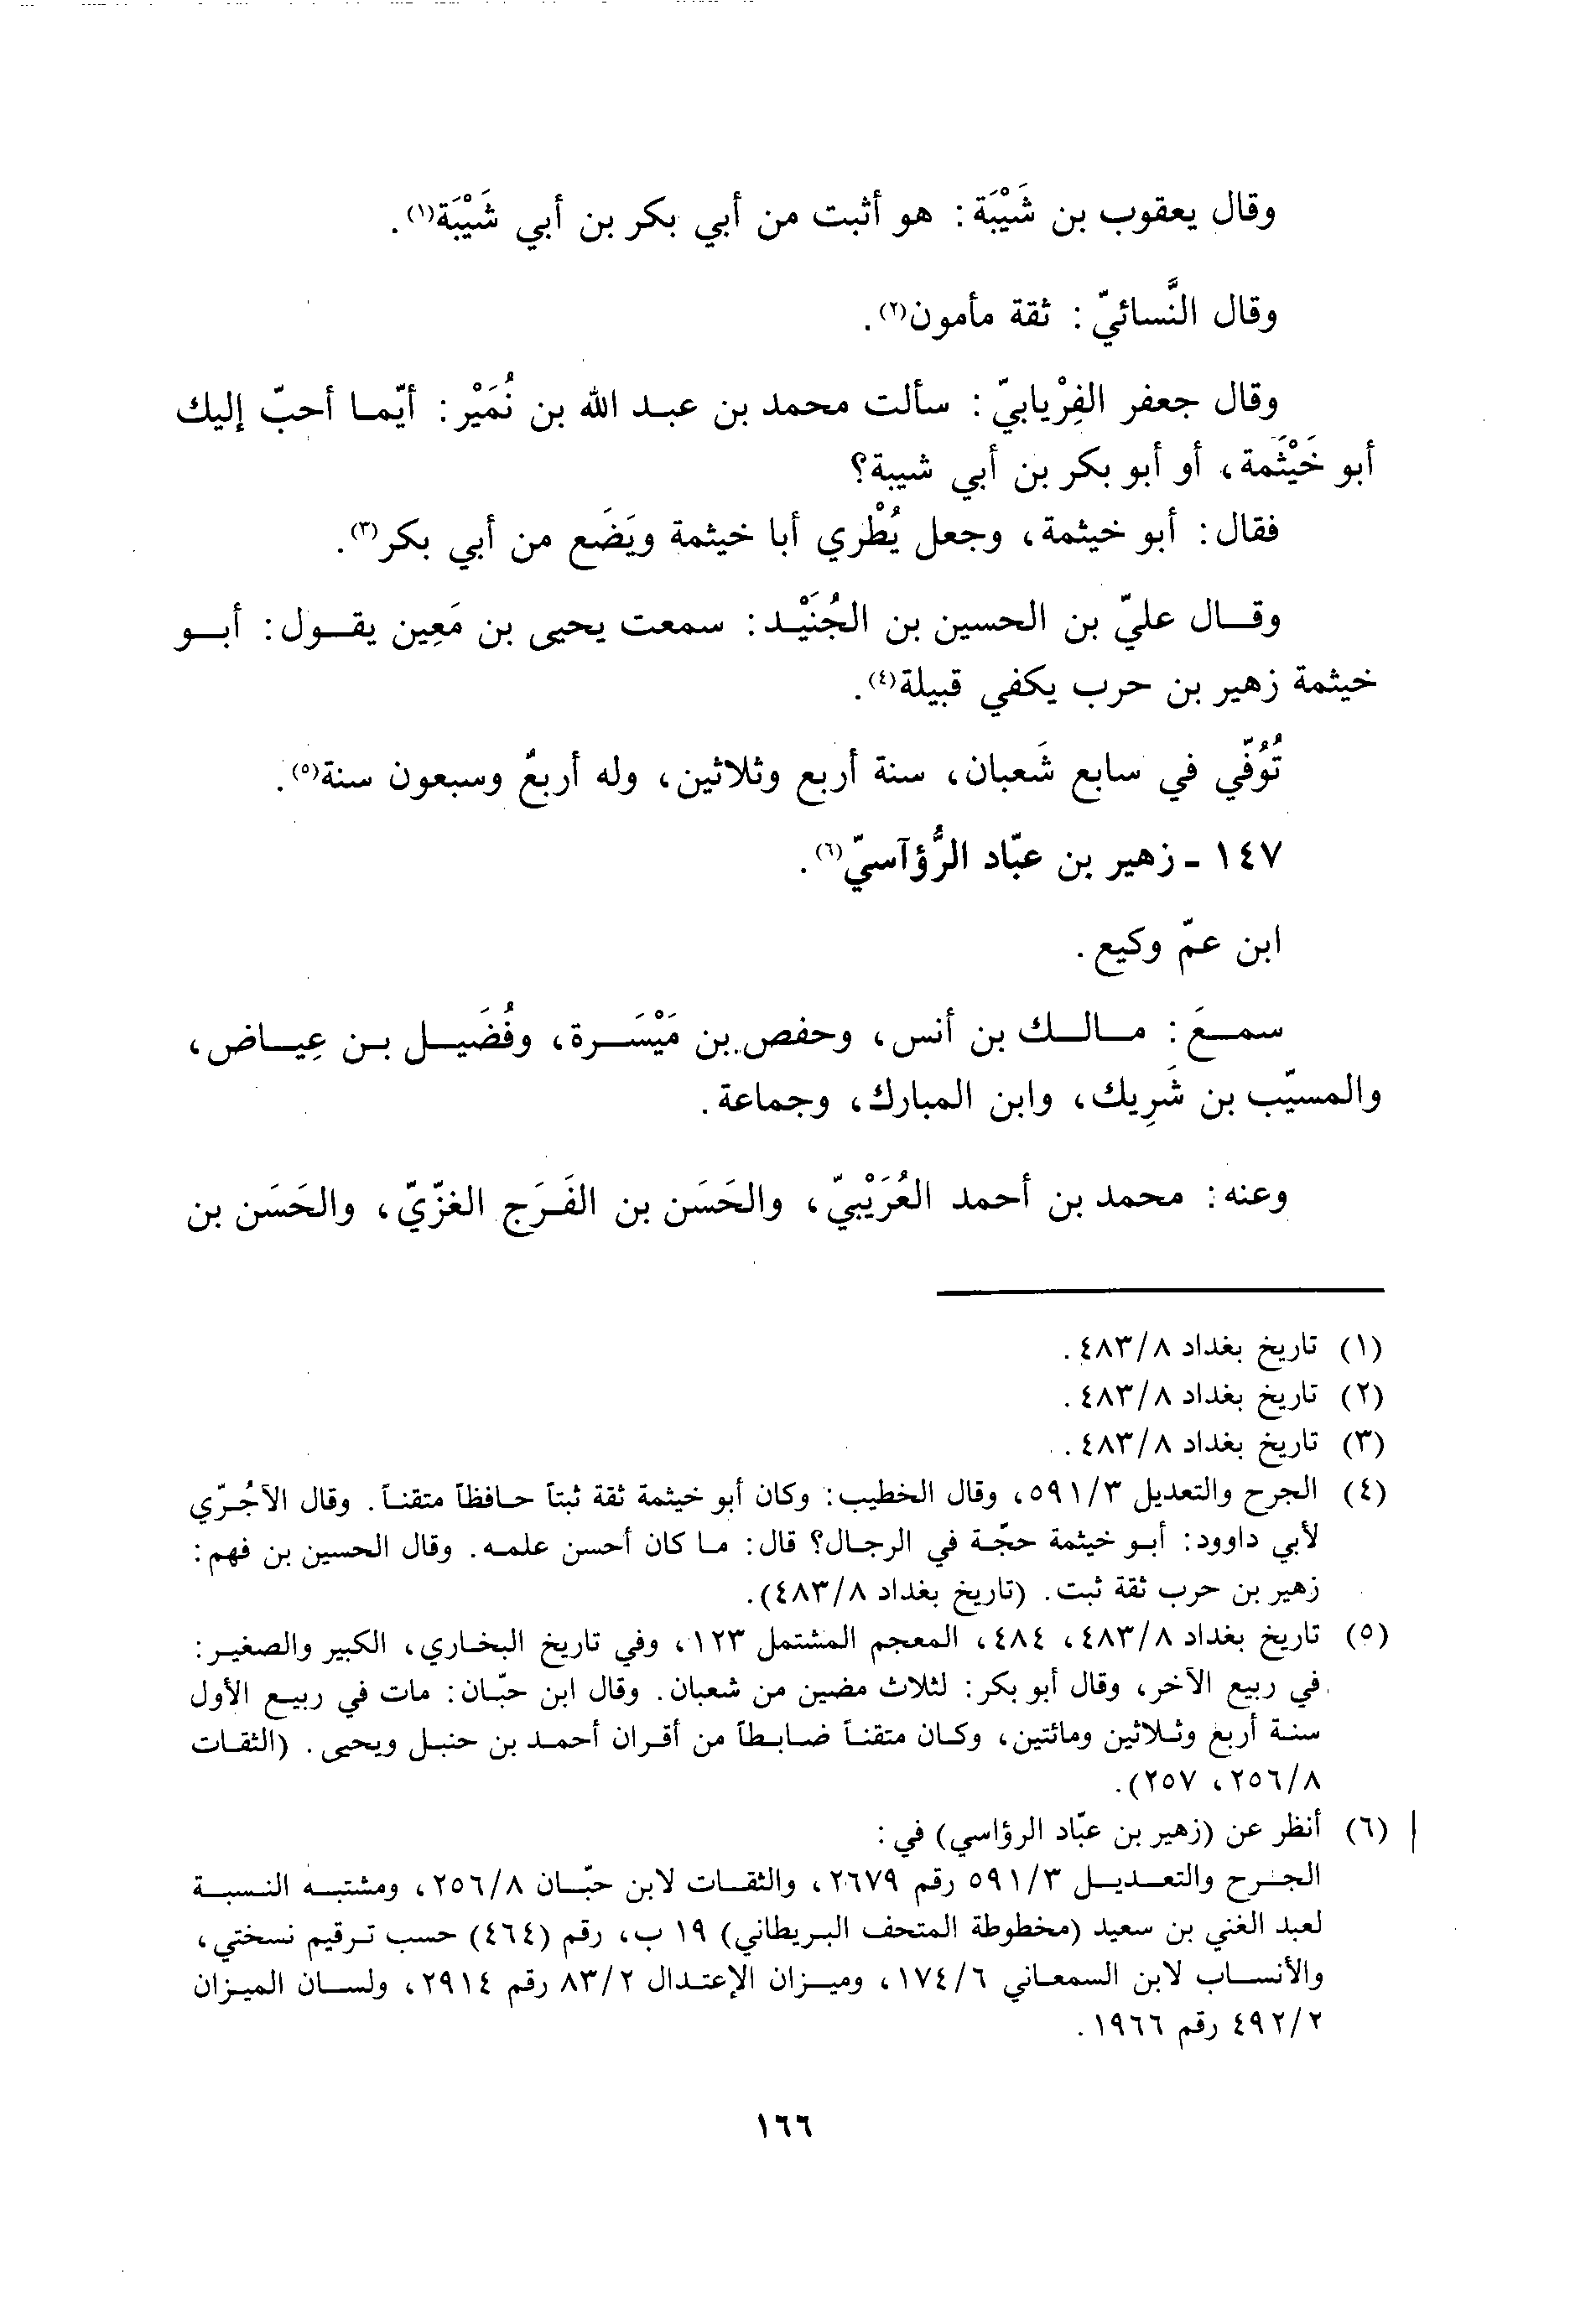 وقال يعقوب بن شَيْبَة: هو أثبت من أبي بكر بن أبي شَيْبَة(١).
وقال النَّسائيّ: ثقة مأمون(٢).
وقال جعفر الفِرْيابيّ: سألت محمد بن عبد الله بن نُمَيْر: أيّما أحبّ إليك
أبو خَيْثَمة، أو أبو بكر بن أبي شيبة؟
فقال: أبو خيثمة، وجعل يُطْري أبا خيثمة ويَضَع من أبي بكر(٣).
وقال عليّ بن الحسين بن الجُنَيْد: سمعت يحيى بن مَعِين يقول: أبو
خيثمة زهير بن حرب يكفي قبيلة(٤).
تُوُفّي في سابع شَعبان، سنة أربع وثلاثين، وله أربعٌ وسبعون سنة(٥).
١٤٧ - زهير بن عبّاد الرُّؤآسيّ(٦).
ابن عمّ وكيع.
سمعَ: مالك بن أنس، وحفص بن مَيْسَرة، وفُضَيل بن عِياض،
والمسيّب بن شَرِيك، وابن المبارك، وجماعة.
وعنه: محمد بن أحمد العُرَيْبيّ، والحَسَن بن الفَرَج الغزّيّ، والحَسَن بن
(١) تاريخ بغداد ٤٨٣/٨.
(٢) تاريخ بغداد ٤٨٣/٨.
(٣) تاريخ بغداد ٤٨٣/٨.
(٤) الجرح والتعديل ٥٩١/٣، وقال الخطيب: وكان أبو خيثمة ثقة ثبتاً حافظاً متقناً. وقال الآجُرّي
لأبي داوود: أبو خيثمة حجّة في الرجال؟ قال: ما كان أحسن علمه. وقال الحسين بن فهم:
زهير بن حرب ثقة ثبت. (تاريخ بغداد ٤٨٣/٨).
(٥) تاريخ بغداد ٤٨٣/٨، ٤٨٤، المعجم المشتمل ١٢٣، وفي تاريخ البخاري، الكبير والصغير:
في ربيع الآخر، وقال أبو بكر: لثلاث مضين من شعبان. وقال ابن حبّان: مات في ربيع الأول
سنة أربع وثلاثين ومائتين، وكان متقناً ضابطاً من أقران أحمد بن حنبل ويحيى. (الثقات
٢٥٦/٨، ٢٥٧).
(٦) أنظر عن (زهير بن عبّاد الرؤاسي) في:
الجرح والتعديل ٥٩١/٣ رقم ٢٦٧٩، والثقات لابن حبّان ٢٥٦/٨، ومشتبه النسبة
لعبد الغني بن سعيد (مخطوطة المتحف البريطاني) ١٩ ب، رقم (٤٦٤) حسب ترقيم نسختي،
والأنساب لابن السمعاني ١٧٤/٦، وميزان الإعتدال ٨٣/٢ رقم ٢٩١٤، ولسان الميزان
٤٩٢/٢ رقم ١٩٦٦.
١٦٦